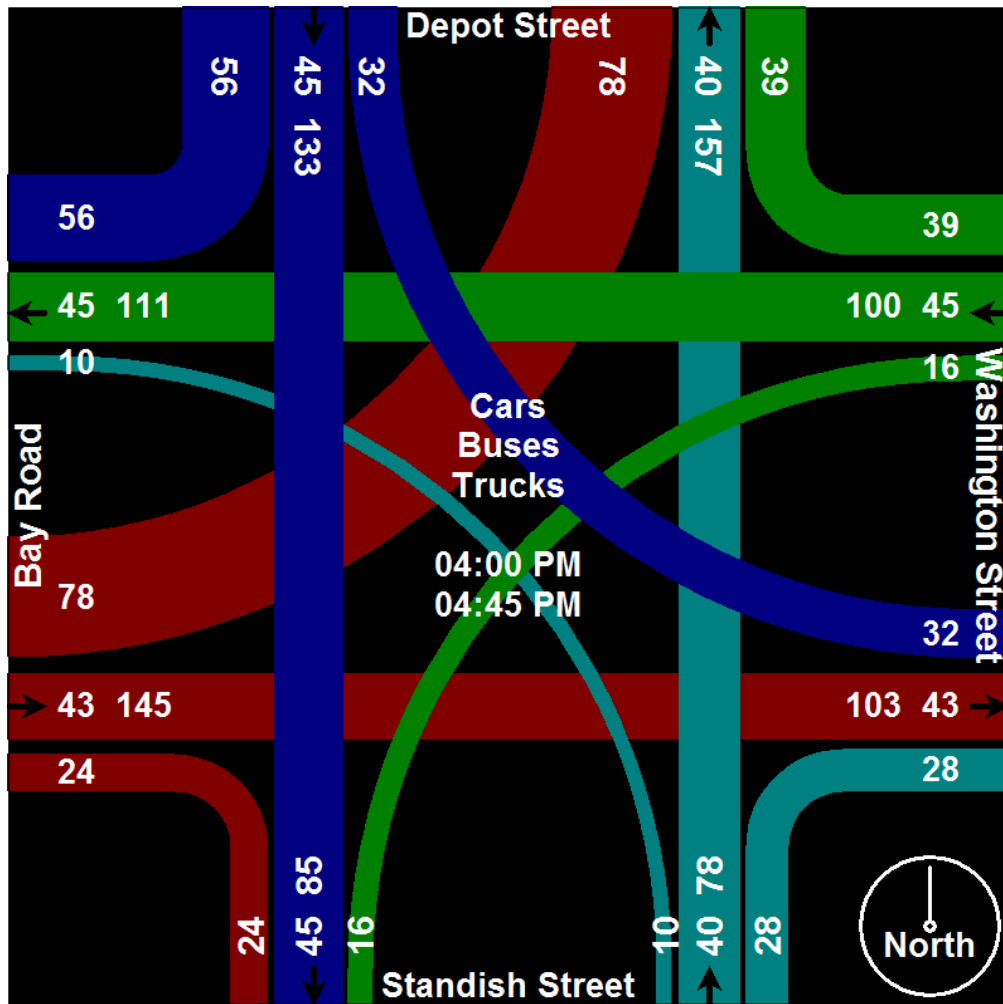 Depot Street
56
45 133
32
78
40 157
39
56
39
45 111
100 45
10
16
Washington Street
Cars
Buses
Trucks
Bay Road
04:00 PM
04:45 PM
78
32
43 145
103 43
24
28
24
45 85
16
10
40 78
28
North
Standish Street